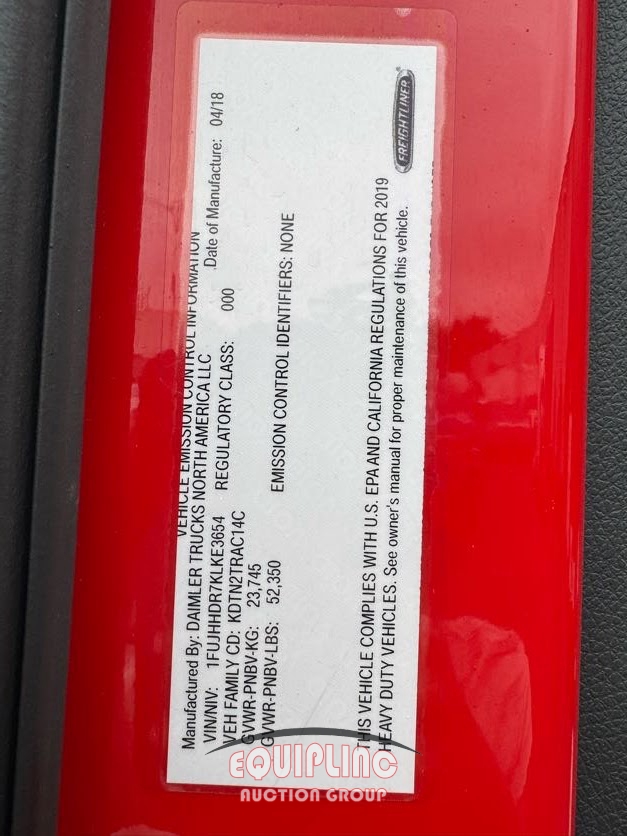 VEHICLE EMISSION CONTROL INFORMATION
Manufactured By: DAIMLER TRUCKS NORTH AMERICA LLC Date of Manufacture: 04/18
VIN/NIV: 1FUJHHDR7KLKE3654 REGULATORY CLASS: 000
VEH FAMILY CD: KDTN2TRAC14C
GVWR-PNBV-KG: 23,745
GVWR-PNBV-LBS: 52,350 EMISSION CONTROL IDENTIFIERS: NONE
THIS VEHICLE COMPLIES WITH U.S. EPA AND CALIFORNIA REGULATIONS FOR 2019
HEAVY DUTY VEHICLES. See owner's manual for proper maintenance of this vehicle.
FREIGHTLINER
EQUIPLINC
AUCTION GROUP